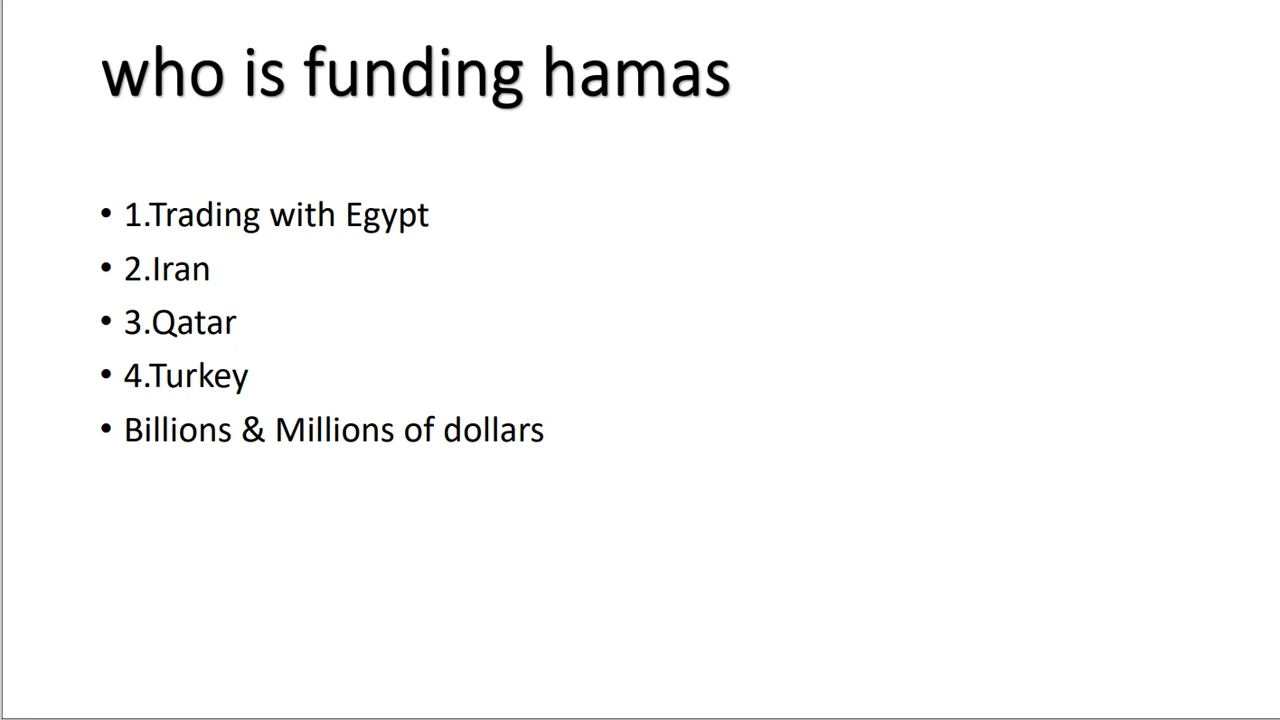 who is funding hamas
• 1.Trading with Egypt
• 2.Iran
• 3.Qatar
• 4.Turkey
• Billions & Millions of dollars